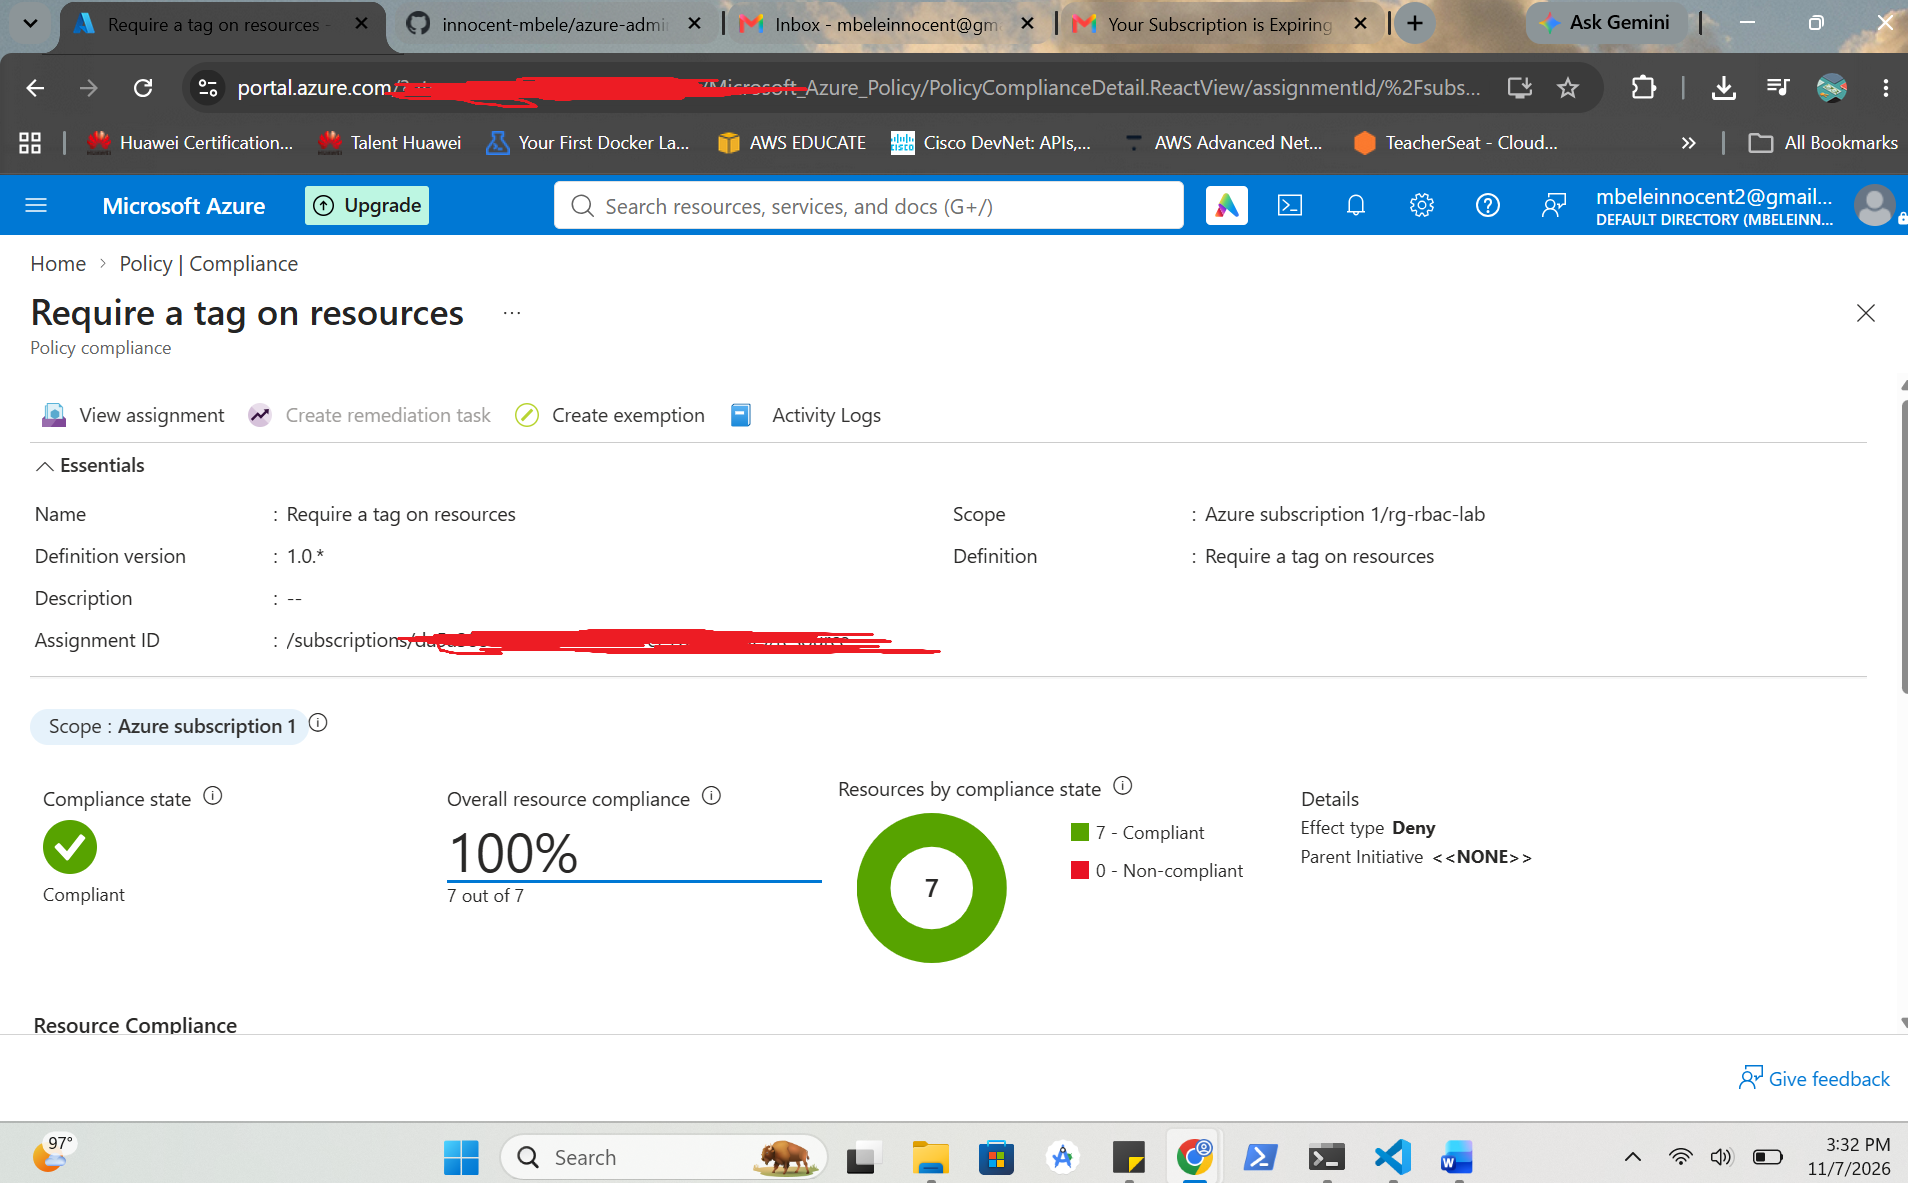 Require a tag on resources -
innocent-mbele/azure-admin
Inbox - mbeleinnocent@gm
Your Subscription is Expiring
Ask Gemini
portal.azure.com/ /Microsoft_Azure_Policy/PolicyComplianceDetail.ReactView/assignmentId/%2Fsubs...
Huawei Certification...
Talent Huawei
Your First Docker La...
AWS EDUCATE
Cisco DevNet: APIs,...
AWS Advanced Net...
TeacherSeat - Cloud...
All Bookmarks
Microsoft Azure
Upgrade
Search resources, services, and docs (G+/)
mbeleinnocent2@gmail...
DEFAULT DIRECTORY (MBELEINN...
Home > Policy | Compliance
Require a tag on resources ...
Policy compliance
View assignment
Create remediation task
Create exemption
Activity Logs
Essentials
Name : Require a tag on resources
Scope : Azure subscription 1/rg-rbac-lab
Definition version : 1.0.*
Definition : Require a tag on resources
Description : --
Assignment ID : /subscriptions/
Scope : Azure subscription 1
Compliance state
Compliant
Overall resource compliance
100%
7 out of 7
Resources by compliance state
7
7 - Compliant
0 - Non-compliant
Details
Effect type Deny
Parent Initiative <<NONE>>
Resource Compliance
Give feedback
97°
Search
3:32 PM
11/7/2026